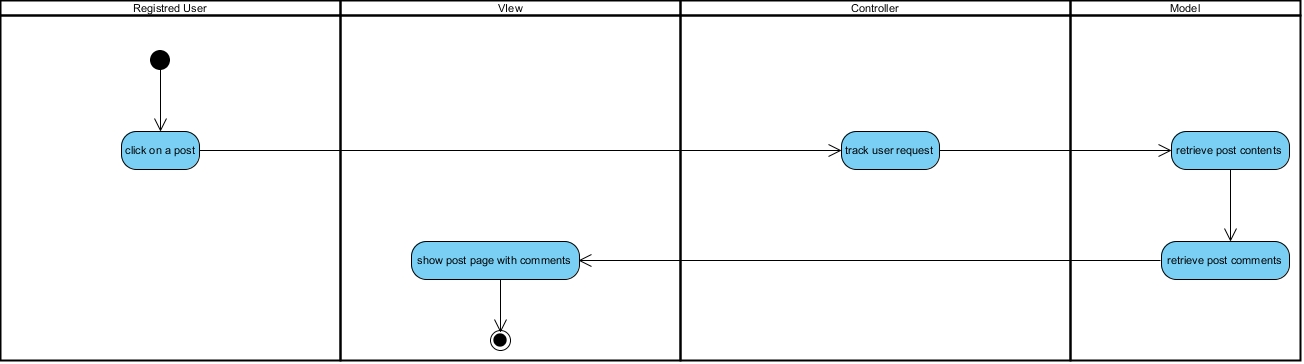 Registred User
VIew
Controller
Model
click on a post
track user request
retrieve post contents
show post page with comments
retrieve post comments